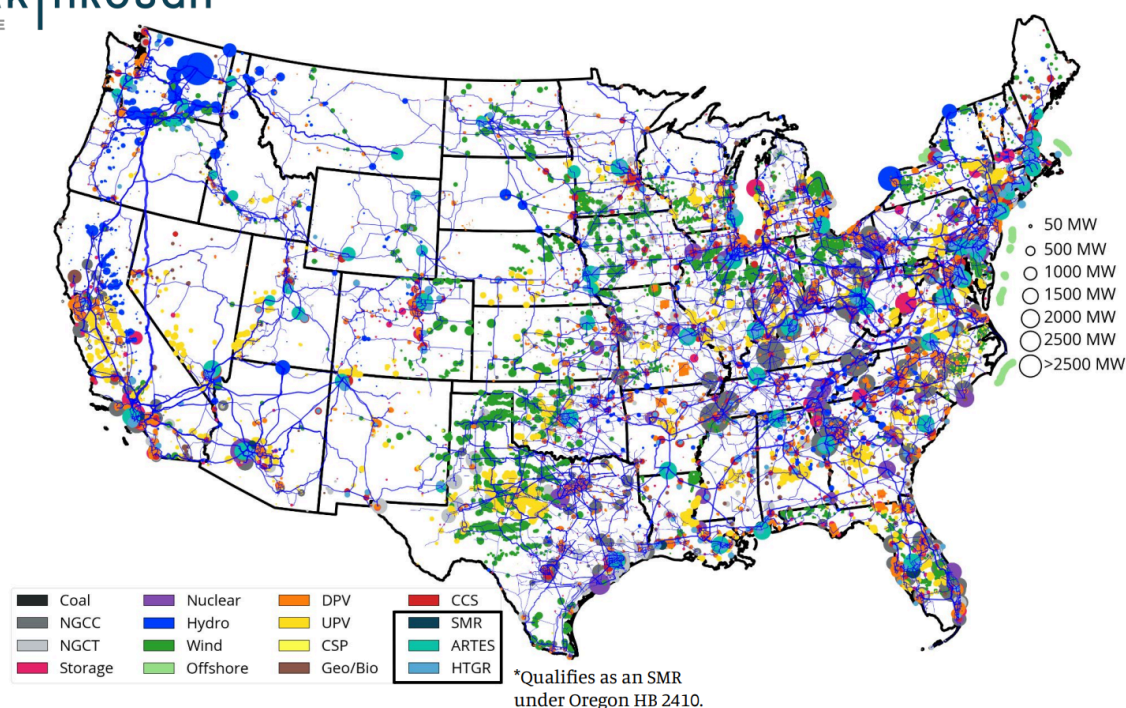 50 MW
500 MW
1000 MW
1500 MW
2000 MW
2500 MW
>2500 MW
Coal
Nuclear
DPV
CCS
NGCC
Hydro
UPV
SMR
NGCT
Wind
CSP
ARTES
Storage
Offshore
Geo/Bio
HTGR
*Qualifies as an SMR
under Oregon HB 2410.